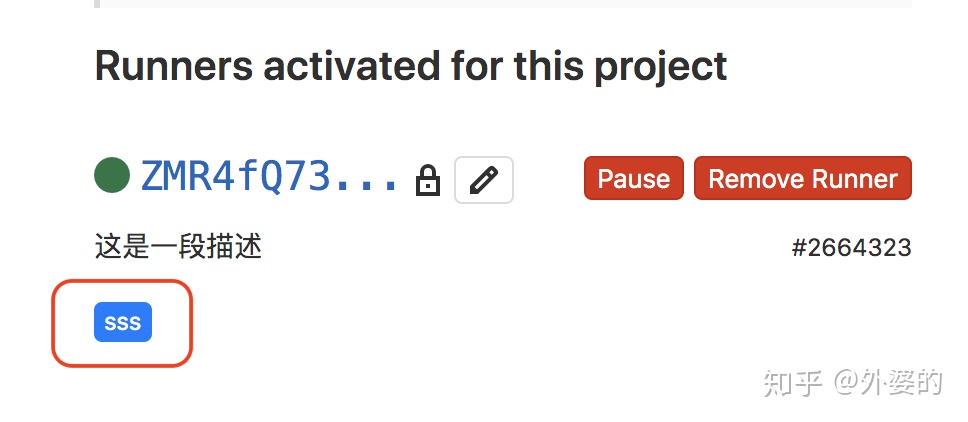 Runners activated for this project
ZMR4fQ73... Pause Remove Runner
这是一段描述 #2664323
sss
知乎 @外婆的